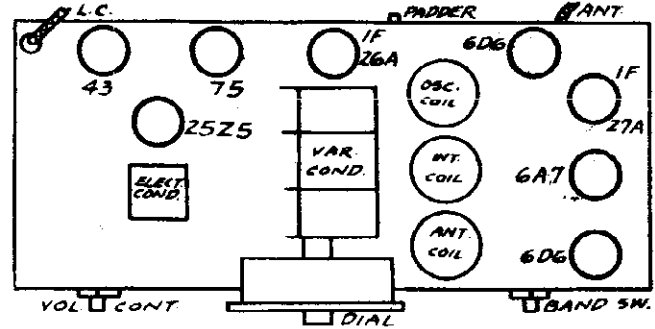 L.C.
PADDER
ANT.
43
75
IF
26A
6D6
IF
27A
OSC.
COIL
25Z5
VAR.
COND.
INT.
COIL
6A7
ELECT.
COND.
ANT.
COIL
6D6
VOL. CONT.
DIAL
BAND SW.